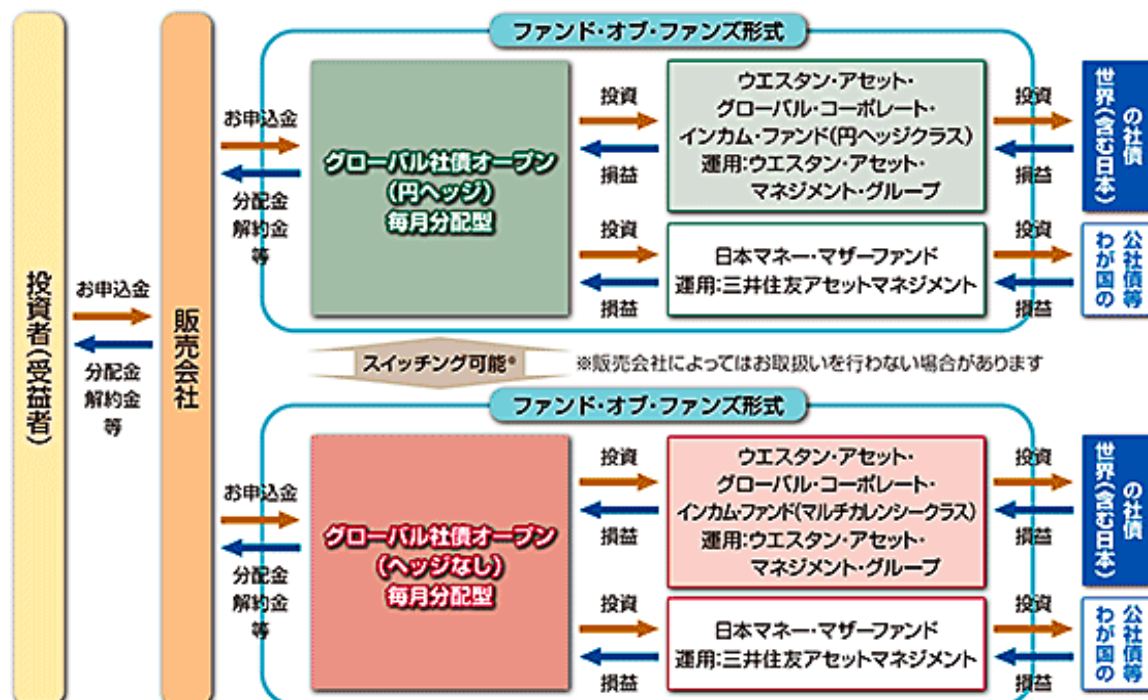 投資者(受益者)
お申込金
分配金
解約金
等
販売会社
ファンド・オブ・ファンズ形式
お申込金
分配金
解約金
等
グローバル社債オープン
(円ヘッジ)
毎月分配型
投資
損益
ウエスタン・アセット・
グローバル・コーポレート・
インカム・ファンド(円ヘッジクラス)
運用:ウエスタン・アセット・
マネジメント・グループ
投資
損益
世界(含む日本)
の社債
投資
損益
日本マネー・マザーファンド
運用:三井住友アセットマネジメント
投資
損益
わが国の
公社債等
スイッチング可能※
※販売会社によってはお取扱いを行わない場合があります
ファンド・オブ・ファンズ形式
お申込金
分配金
解約金
等
グローバル社債オープン
(ヘッジなし)
毎月分配型
投資
損益
ウエスタン・アセット・
グローバル・コーポレート・
インカム・ファンド(マルチカレンシークラス)
運用:ウエスタン・アセット・
マネジメント・グループ
投資
損益
世界(含む日本)
の社債
投資
損益
日本マネー・マザーファンド
運用:三井住友アセットマネジメント
投資
損益
わが国の
公社債等